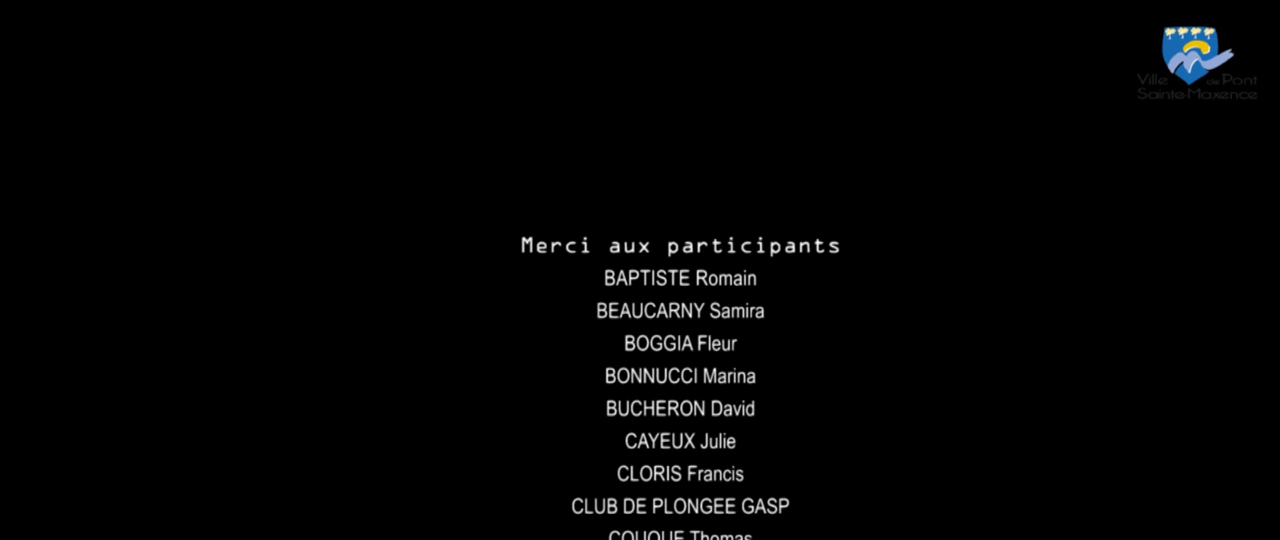 Ville de Pont
Sainte-Maxence
Merci aux participants
BAPTISTE Romain
BEAUCARNY Samira
BOGGIA Fleur
BONNUCCI Marina
BUCHERON David
CAYEUX Julie
CLORIS Francis
CLUB DE PLONGEE GASP
Thomas